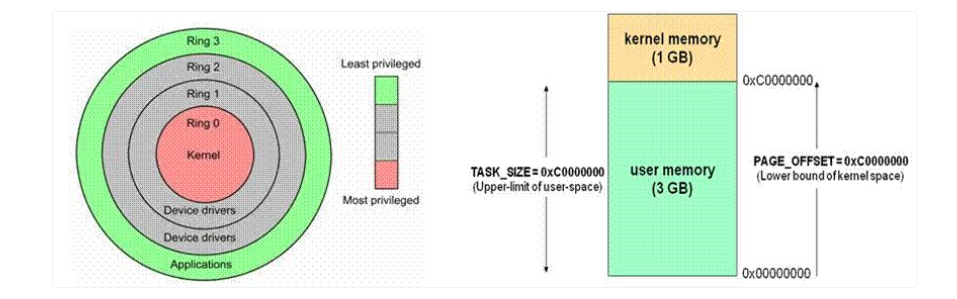 Ring 3
Ring 2
Ring 1
Ring 0
Kernel
Device drivers
Device drivers
Applications
Least privileged
Most privileged
kernel memory
(1 GB)
0xC0000000
TASK_SIZE = 0xC0000000
(Upper-limit of user-space)
user memory
(3 GB)
PAGE_OFFSET = 0xC0000000
(Lower bound of kernel space)
0x00000000